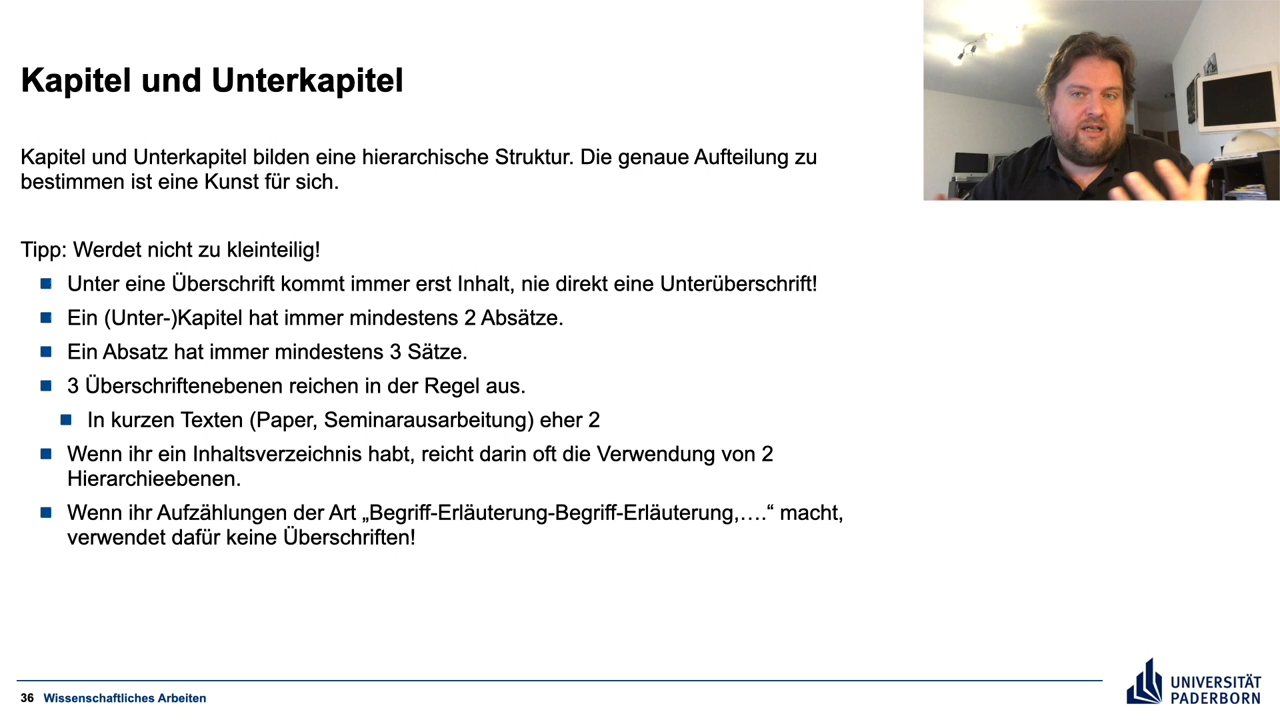 Kapitel und Unterkapitel
Kapitel und Unterkapitel bilden eine hierarchische Struktur. Die genaue Aufteilung zu
bestimmen ist eine Kunst für sich.
Tipp: Werdet nicht zu kleinteilig!
Unter eine Überschrift kommt immer erst Inhalt, nie direkt eine Unterüberschrift!
Ein (Unter-)Kapitel hat immer mindestens 2 Absätze.
Ein Absatz hat immer mindestens 3 Sätze.
3 Überschriftenebenen reichen in der Regel aus.
In kurzen Texten (Paper, Seminarausarbeitung) eher 2
Wenn ihr ein Inhaltsverzeichnis habt, reicht darin oft die Verwendung von 2
Hierarchieebenen.
Wenn ihr Aufzählungen der Art „Begriff-Erläuterung-Begriff-Erläuterung,….“ macht,
verwendet dafür keine Überschriften!
36 Wissenschaftliches Arbeiten
UNIVERSITÄT
PADERBORN